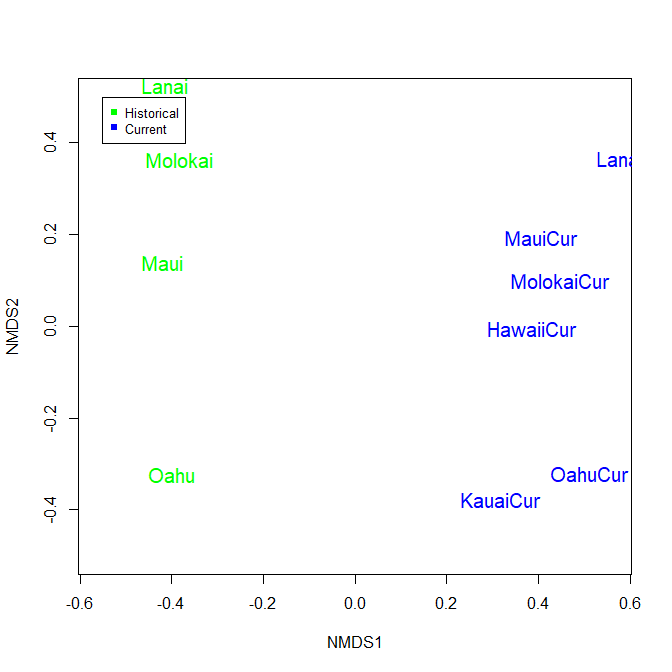 Lanai
Historical
Current
Molokai
Lana
MauiCur
Maui
MolokaiCur
HawaiiCur
Oahu
OahuCur
KauaiCur
NMDS2
0.4
0.2
0.0
-0.2
-0.4
-0.6 -0.4 -0.2 0.0 0.2 0.4 0.6
NMDS1